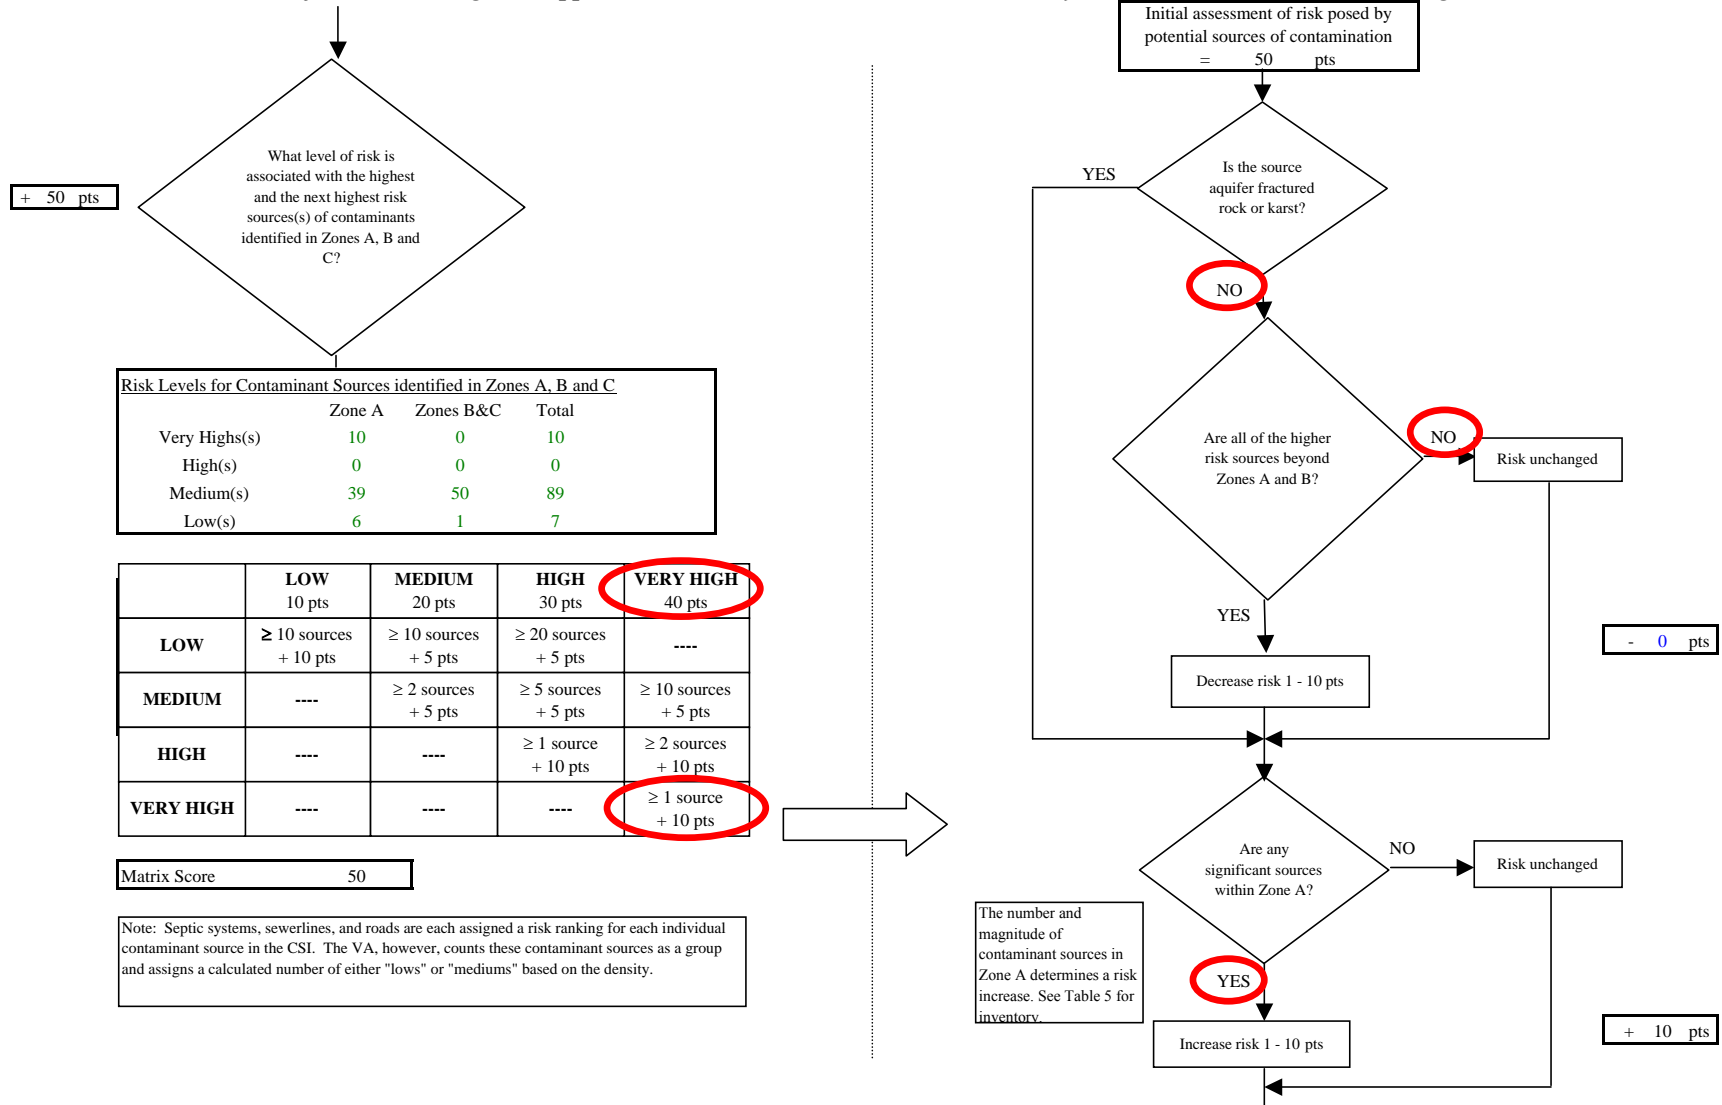 What level of risk is
associated with the highest
and the next highest risk
sources(s) of contaminants
identified in Zones A, B and
C?
+ 50 pts
Risk Levels for Contaminant Sources identified in Zones A, B and C
Zone A Zones B&C Total
Very Highs(s) 10 0 10
High(s) 0 0 0
Medium(s) 39 50 89
Low(s) 6 1 7
LOW MEDIUM HIGH VERY HIGH
10 pts 20 pts 30 pts 40 pts
LOW ≥ 10 sources ≥ 10 sources ≥ 20 sources ----
+ 10 pts + 5 pts + 5 pts
MEDIUM ---- ≥ 2 sources ≥ 5 sources ≥ 10 sources
+ 5 pts + 5 pts + 5 pts
HIGH ---- ---- ≥ 1 source ≥ 2 sources
+ 10 pts + 10 pts
VERY HIGH ---- ---- ---- ≥ 1 source
+ 10 pts
Matrix Score 50
Note: Septic systems, sewerlines, and roads are each assigned a risk ranking for each individual
contaminant source in the CSI. The VA, however, counts these contaminant sources as a group
and assigns a calculated number of either "lows" or "mediums" based on the density.
Initial assessment of risk posed by
potential sources of contamination
= 50 pts
Is the source
aquifer fractured
rock or karst?
YES
NO
Are all of the higher
risk sources beyond
Zones A and B?
NO
Risk unchanged
YES
Decrease risk 1 - 10 pts
- 0 pts
Are any
significant sources
within Zone A?
NO
Risk unchanged
The number and
magnitude of
contaminant sources in
Zone A determines a risk
increase. See Table 5 for
inventory.
YES
Increase risk 1 - 10 pts
+ 10 pts